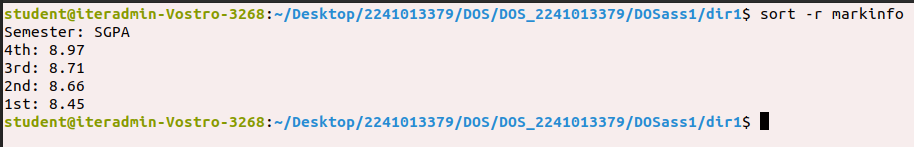 student@iteradmin-Vostro-3268:~/Desktop/2241013379/DOS/DOS_2241013379/DOSass1/dir1$ sort -r markinfo
Semester: SGPA
4th: 8.97
3rd: 8.71
2nd: 8.66
1st: 8.45
student@iteradmin-Vostro-3268:~/Desktop/2241013379/DOS/DOS_2241013379/DOSass1/dir1$